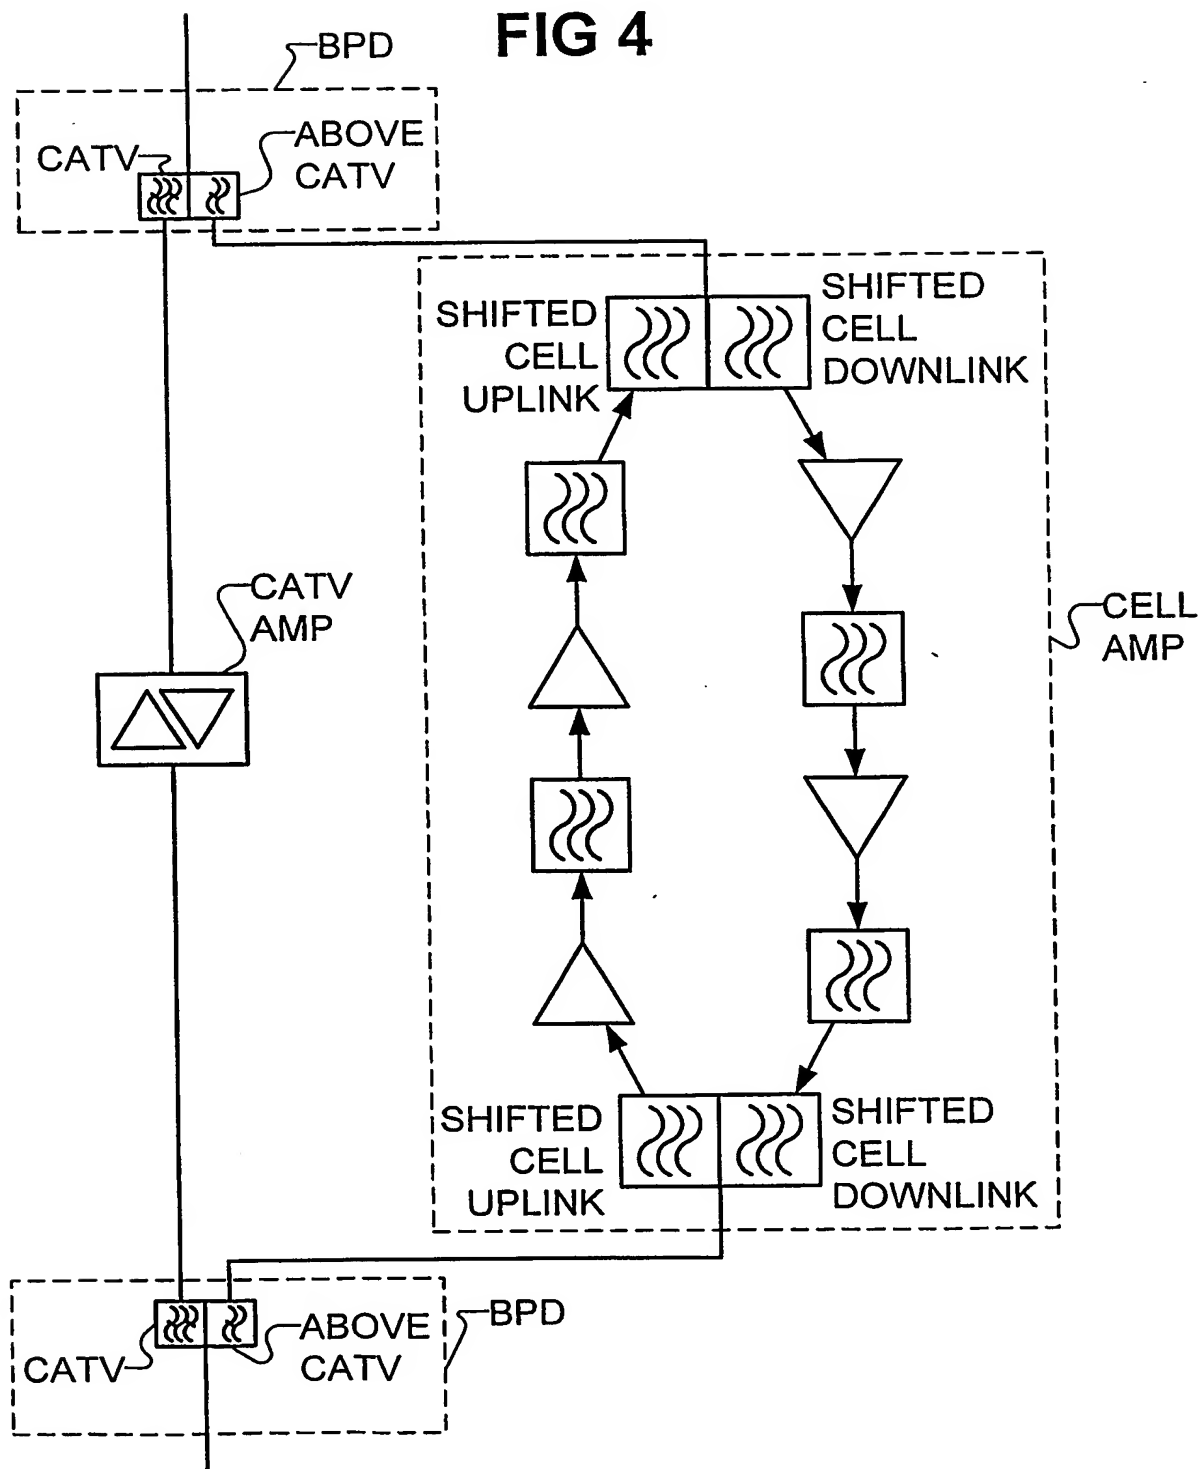 FIG 4
BPD
CATV
ABOVE
CATV
SHIFTED
CELL
UPLINK
SHIFTED
CELL
DOWNLINK
CATV
AMP
CELL
AMP
SHIFTED
CELL
UPLINK
SHIFTED
CELL
DOWNLINK
BPD
CATV
ABOVE
CATV